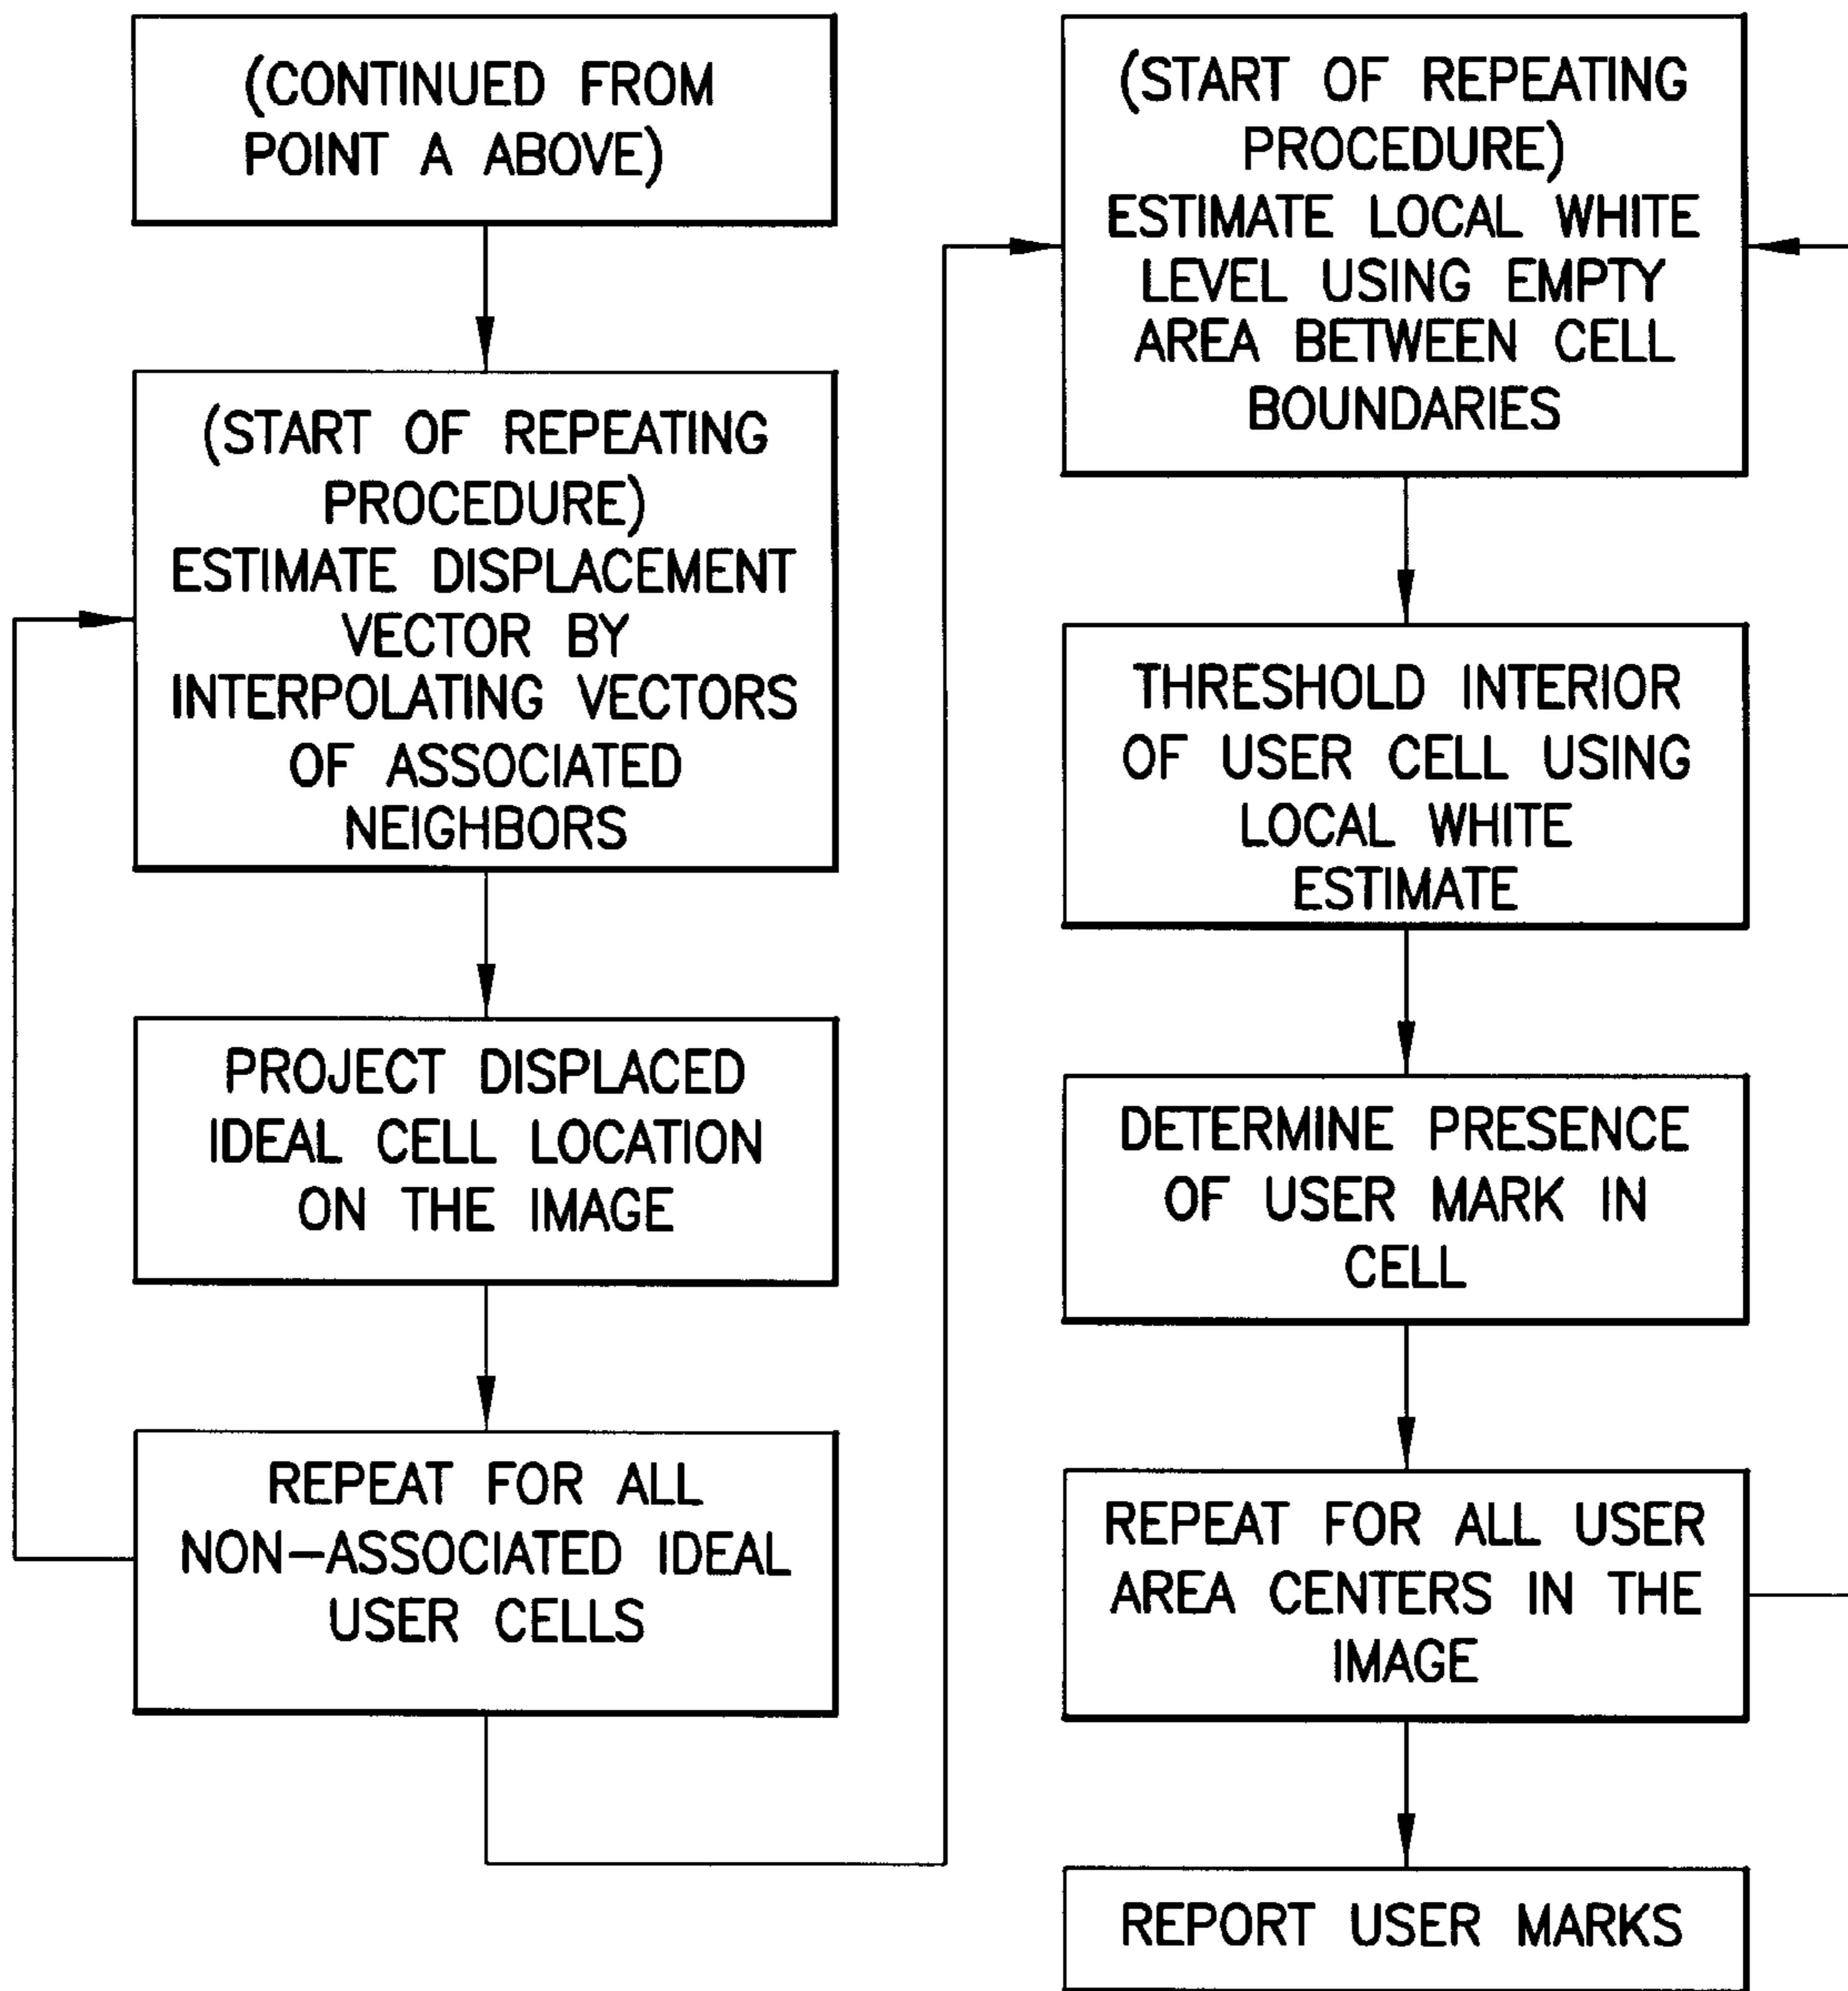 (CONTINUED FROM
POINT A ABOVE)
(START OF REPEATING
PROCEDURE)
ESTIMATE DISPLACEMENT
VECTOR BY
INTERPOLATING VECTORS
OF ASSOCIATED
NEIGHBORS
PROJECT DISPLACED
IDEAL CELL LOCATION
ON THE IMAGE
REPEAT FOR ALL
NON-ASSOCIATED IDEAL
USER CELLS
(START OF REPEATING
PROCEDURE)
ESTIMATE LOCAL WHITE
LEVEL USING EMPTY
AREA BETWEEN CELL
BOUNDARIES
THRESHOLD INTERIOR
OF USER CELL USING
LOCAL WHITE
ESTIMATE
DETERMINE PRESENCE
OF USER MARK IN
CELL
REPEAT FOR ALL USER
AREA CENTERS IN THE
IMAGE
REPORT USER MARKS